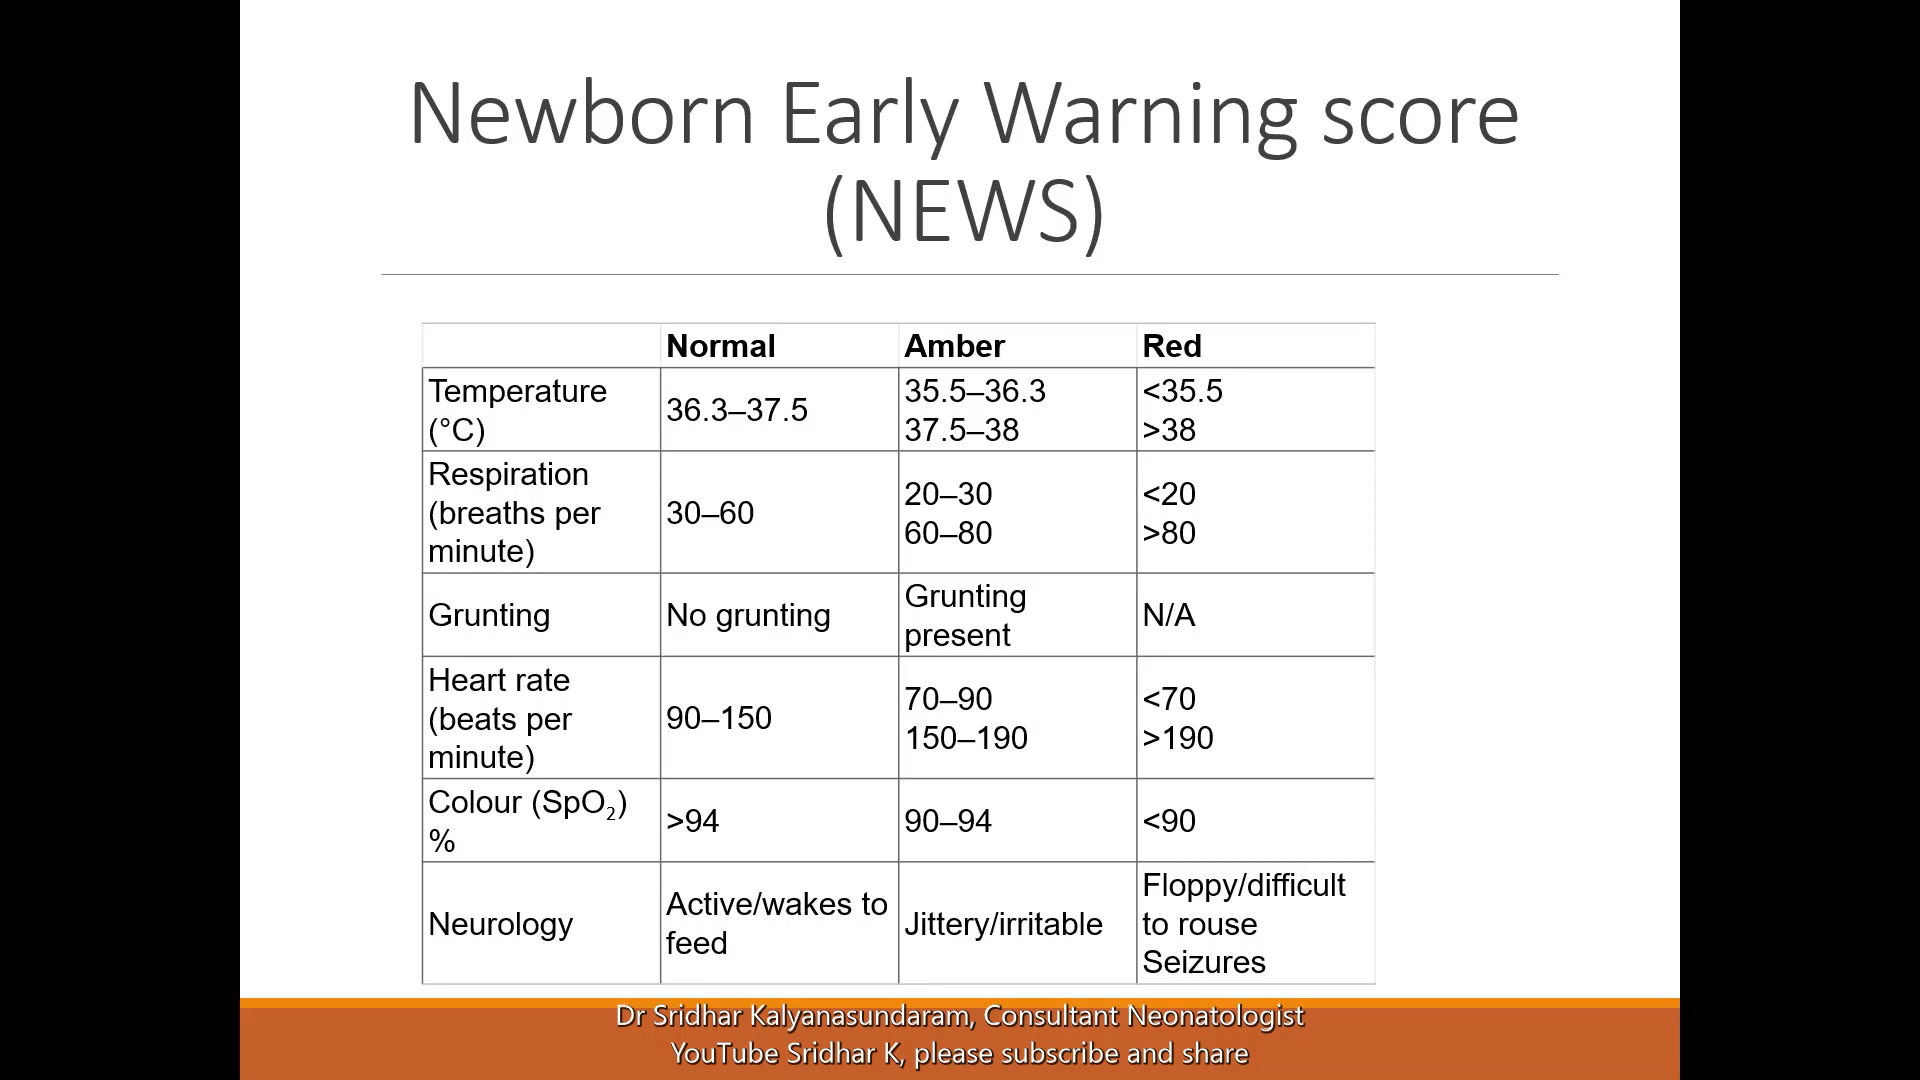 Newborn Early Warning score
(NEWS)
Normal Amber Red
Temperature
(°C)
36.3–37.5
35.5–36.3
37.5–38
<35.5
>38
Respiration
(breaths per
minute)
30–60
20–30
60–80
<20
>80
Grunting
No grunting
Grunting
present
N/A
Heart rate
(beats per
minute)
90–150
70–90
150–190
<70
>190
Colour (SpO₂)
%
>94
90–94
<90
Neurology
Active/wakes to
feed
Jittery/irritable
Floppy/difficult
to rouse
Seizures
Dr Sridhar Kalyanasundaram, Consultant Neonatologist
YouTube Sridhar K, please subscribe and share